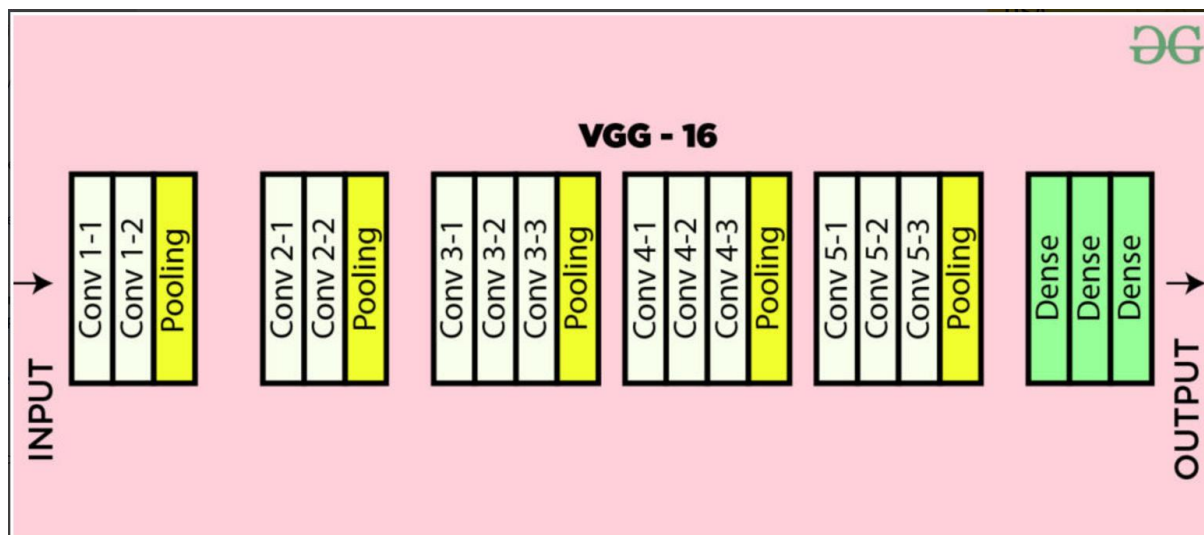 VGG - 16
INPUT
Conv 1-1
Conv 1-2
Pooling
Conv 2-1
Conv 2-2
Pooling
Conv 3-1
Conv 3-2
Conv 3-3
Pooling
Conv 4-1
Conv 4-2
Conv 4-3
Pooling
Conv 5-1
Conv 5-2
Conv 5-3
Pooling
Dense
Dense
Dense
OUTPUT